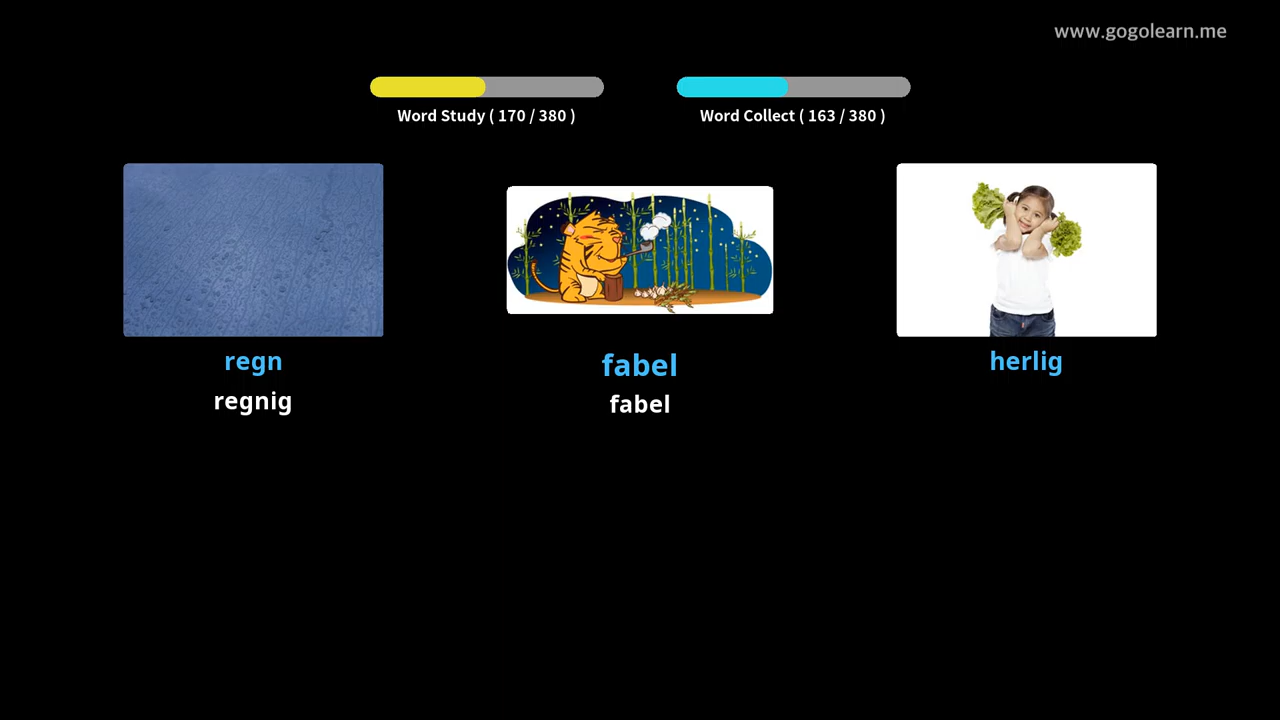 www.gogolearn.me
Word Study ( 170 / 380 )
Word Collect ( 163 / 380 )
regn
regnig
fabel
fabel
herlig